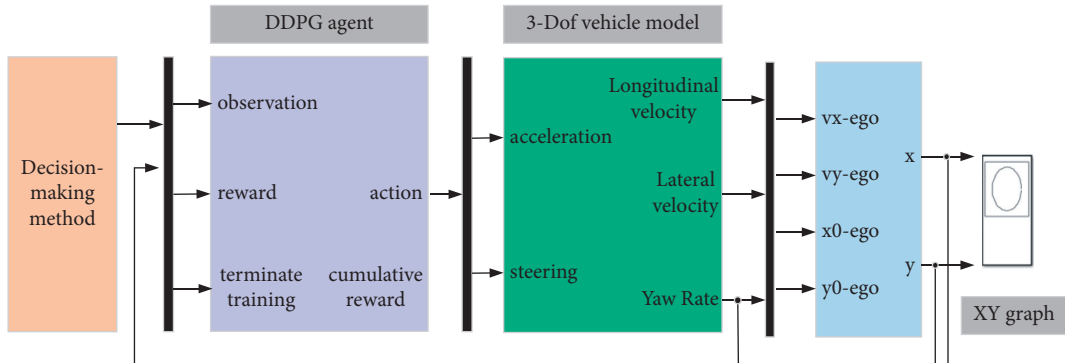 DDPG agent
3-Dof vehicle model
Decision-
making
method
observation
reward
terminate
training
action
cumulative
reward
acceleration
steering
Longitudinal
velocity
Lateral
velocity
Yaw Rate
vx-ego
vy-ego
x0-ego
y0-ego
x
y
XY graph